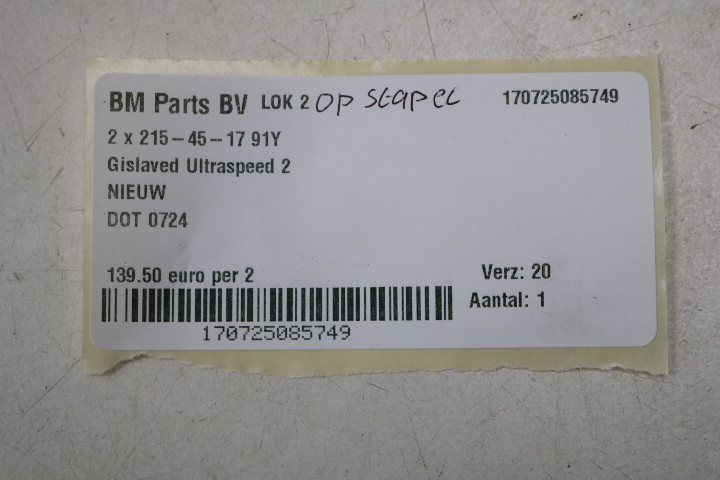 BM Parts BV LOK 2 op stapel 170725085749
2 x 215-45-17 91Y
Gislaved Ultraspeed 2
NIEUW
DOT 0724
139.50 euro per 2 Verz: 20
Aantal: 1
170725085749